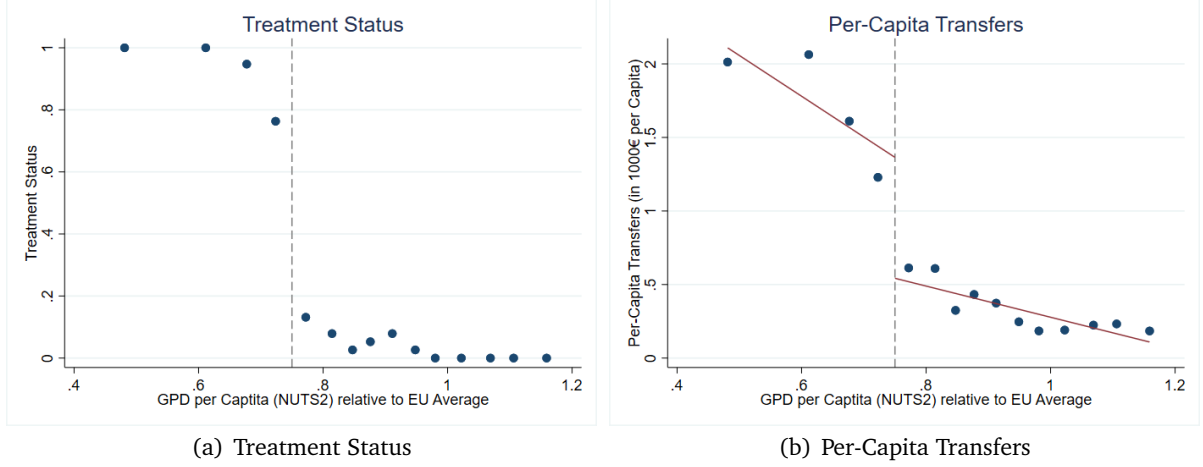 Treatment Status
Treatment Status
1
.8
.6
.4
.2
0
.4 .6 .8 1 1.2
GPD per Captita (NUTS2) relative to EU Average
(a) Treatment Status
Per-Capita Transfers
Per-Capita Transfers (in 1000€ per Capita)
2
1.5
1
.5
0
.4 .6 .8 1 1.2
GPD per Captita (NUTS2) relative to EU Average
(b) Per-Capita Transfers